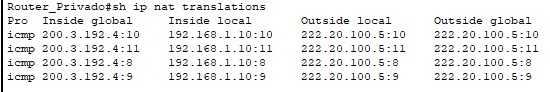 Router_Privado#sh ip nat translations
Pro Inside global Inside local Outside local Outside global
icmp 200.3.192.4:10 192.168.1.10:10 222.20.100.5:10 222.20.100.5:10
icmp 200.3.192.4:11 192.168.1.10:11 222.20.100.5:11 222.20.100.5:11
icmp 200.3.192.4:8 192.168.1.10:8 222.20.100.5:8 222.20.100.5:8
icmp 200.3.192.4:9 192.168.1.10:9 222.20.100.5:9 222.20.100.5:9